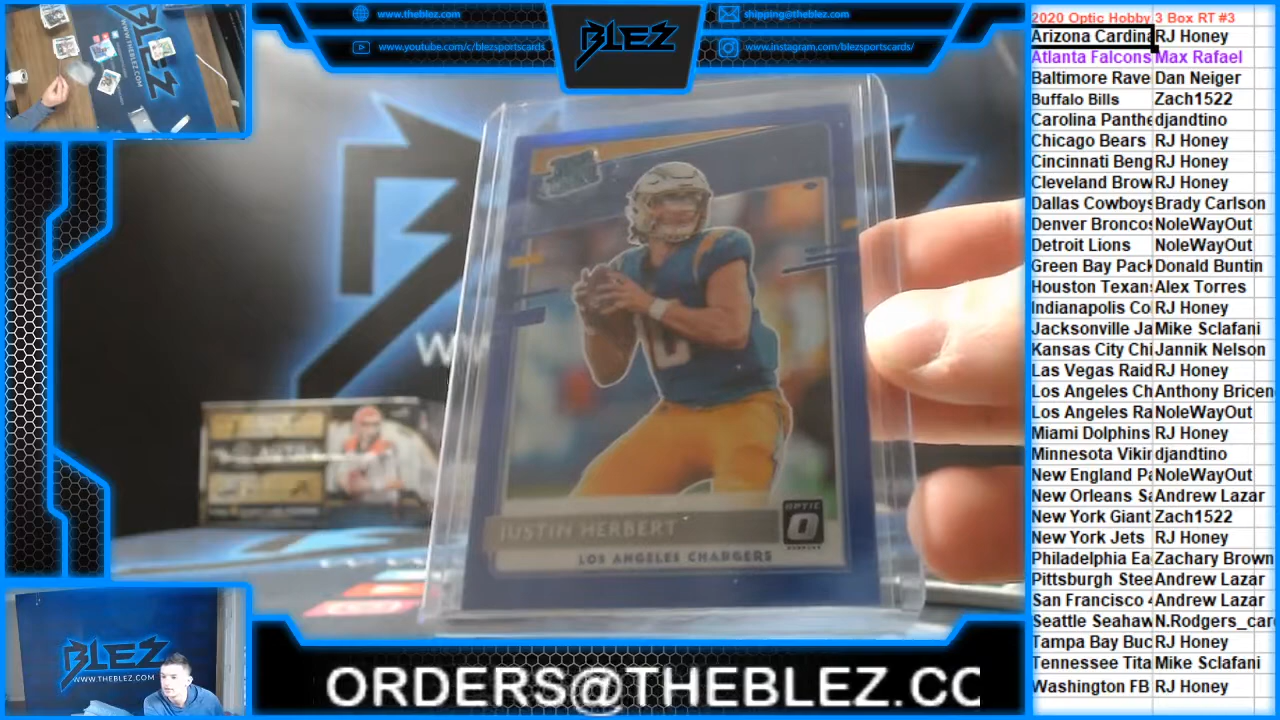 www.theblez.com
shipping@theblez.com
www.youtube.com/c/blezsportscards
www.instagram.com/blezsportscards/
BLEZ
JUSTIN HERBERT
OPTIC
LOS ANGELES CHARGERS
BLEZ
WWW.THEBLEZ.COM
ORDERS@THEBLEZ.CO
2020 Optic Hobby 3 Box RT #3
Arizona Cardina RJ Honey
Atlanta Falcons Max Rafael
Baltimore Rave Dan Neiger
Buffalo Bills Zach1522
Carolina Panthe djandtino
Chicago Bears RJ Honey
Cincinnati Beng RJ Honey
Cleveland Brow RJ Honey
Dallas Cowboys Brady Carlson
Denver Broncos NoleWayOut
Detroit Lions NoleWayOut
Green Bay Pack Donald Buntin
Houston Texans Alex Torres
Indianapolis Co RJ Honey
Jacksonville Ja Mike Sclafani
Kansas City Chi Jannik Nelson
Las Vegas Raid RJ Honey
Los Angeles Ch Anthony Bricen
Los Angeles Ra NoleWayOut
Miami Dolphins RJ Honey
Minnesota Vikin djandtino
New England Pa NoleWayOut
New Orleans Sa Andrew Lazar
New York Giant Zach1522
New York Jets RJ Honey
Philadelphia Ea Zachary Brown
Pittsburgh Stee Andrew Lazar
San Francisco 4 Andrew Lazar
Seattle Seahaw N.Rodgers_car
Tampa Bay Buc RJ Honey
Tennessee Tita Mike Sclafani
Washington FB RJ Honey